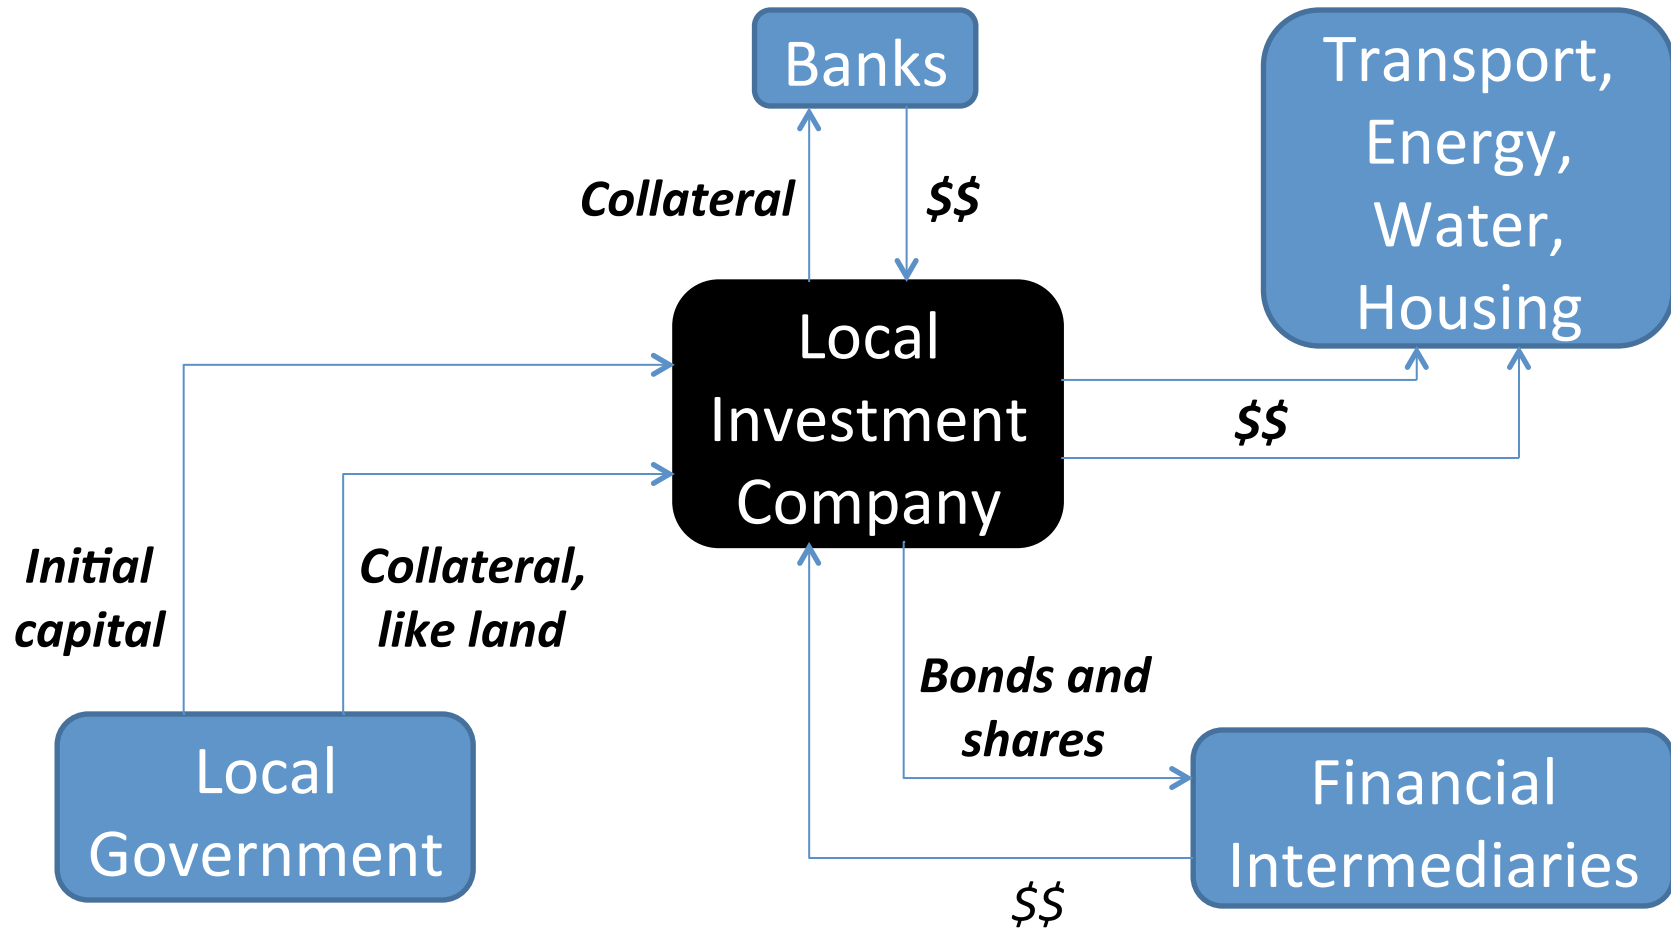 Banks
Transport,
Energy,
Water,
Housing
Collateral
$$
Local
Investment
Company
$$
Initial
capital
Collateral,
like land
Bonds and
shares
Local
Government
Financial
Intermediaries
$$